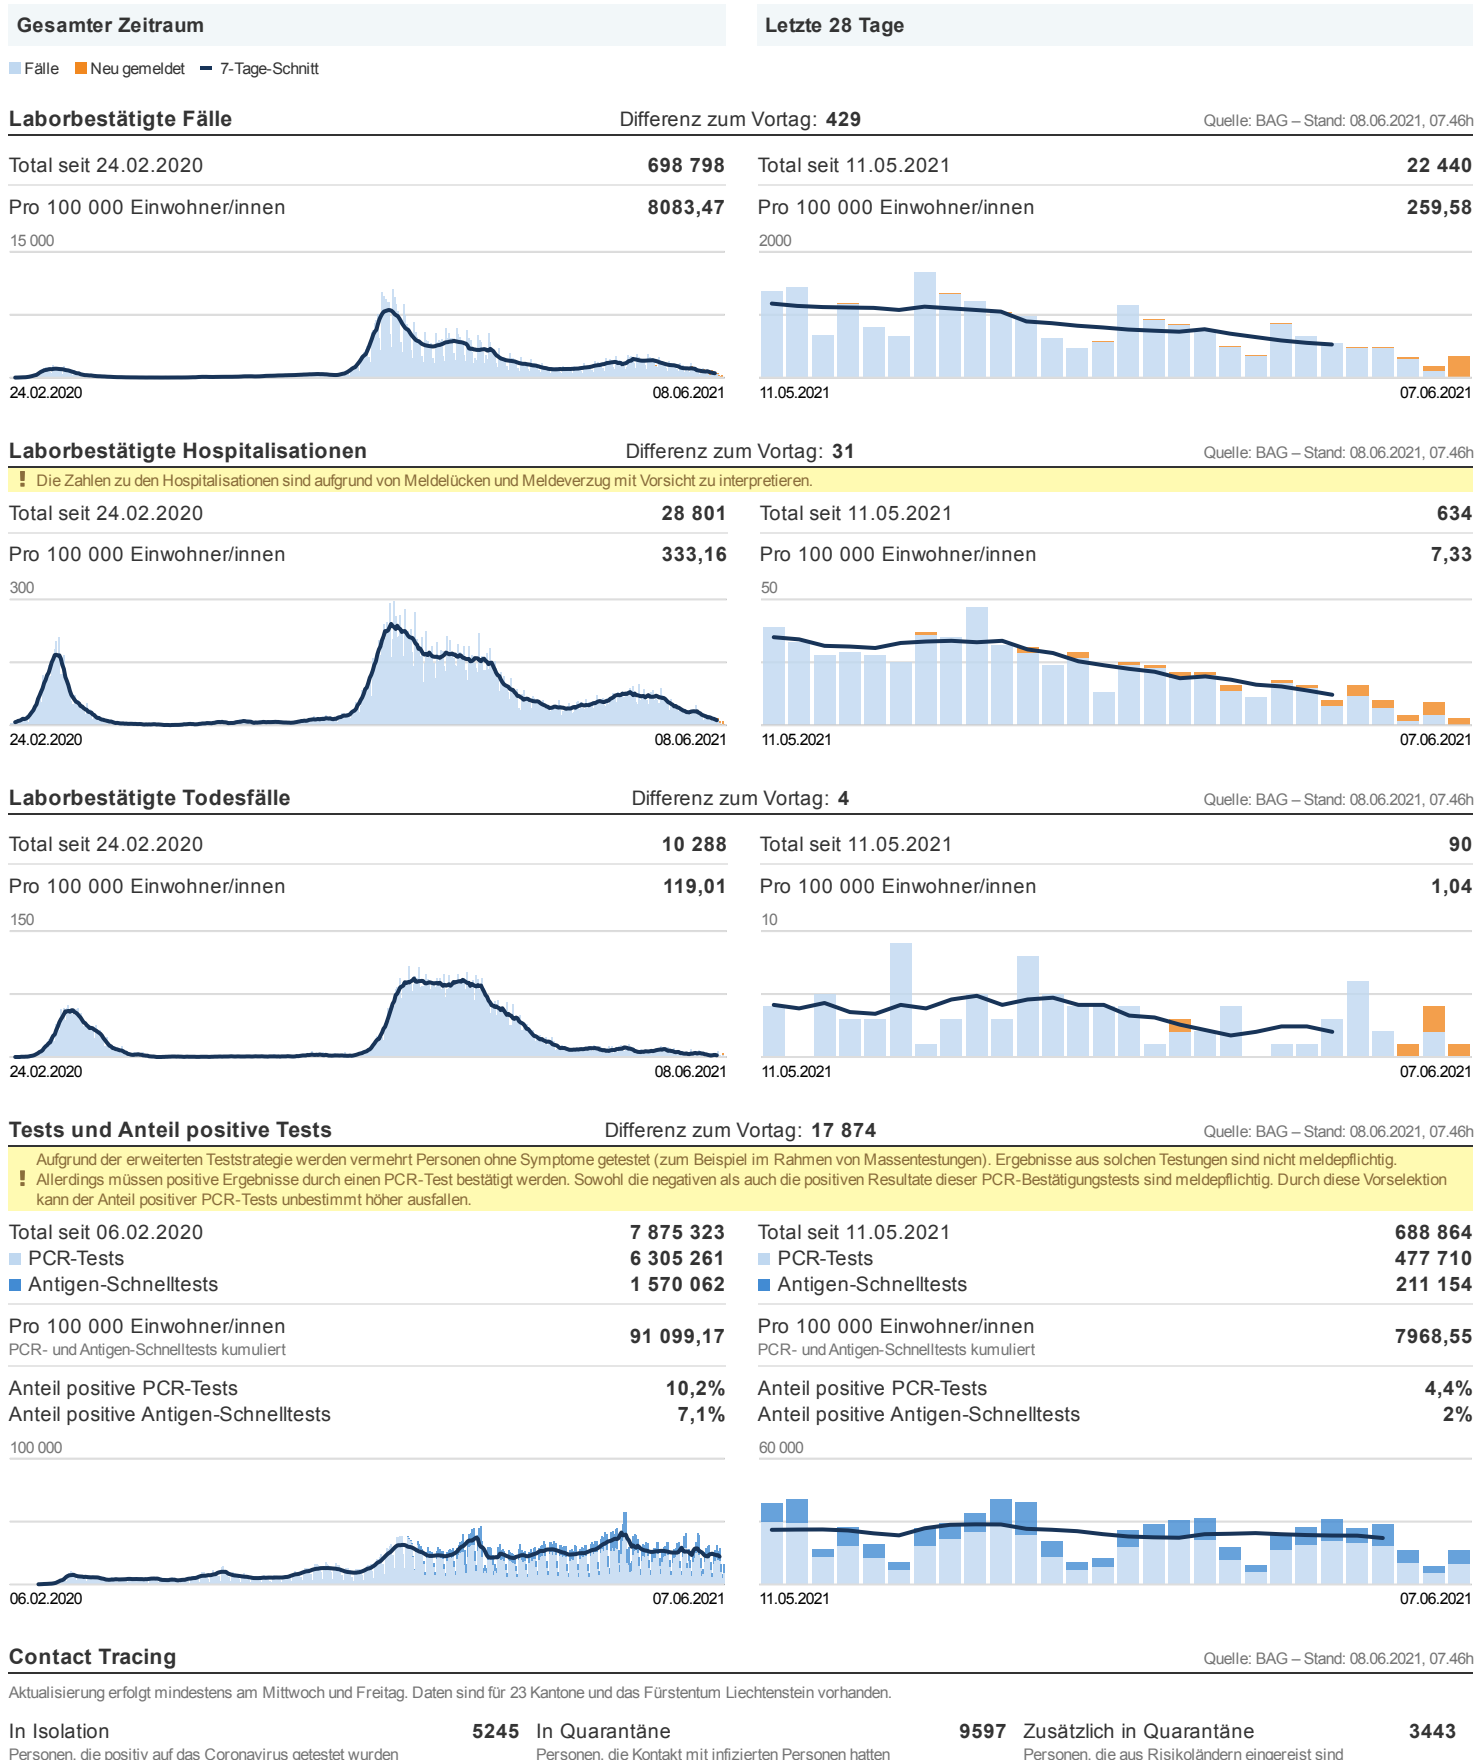 Gesamter Zeitraum
Letzte 28 Tage
Fälle Neu gemeldet 7-Tage-Schnitt
Laborbestätigte Fälle Differenz zum Vortag: 429 Quelle: BAG – Stand: 08.06.2021, 07.46h
Total seit 24.02.2020 698 798
Pro 100 000 Einwohner/innen 8083,47
15 000
24.02.2020 08.06.2021
Total seit 11.05.2021 22 440
Pro 100 000 Einwohner/innen 259,58
2000
11.05.2021 07.06.2021
Laborbestätigte Hospitalisationen Differenz zum Vortag: 31 Quelle: BAG – Stand: 08.06.2021, 07.46h
! Die Zahlen zu den Hospitalisationen sind aufgrund von Meldelücken und Meldeverzug mit Vorsicht zu interpretieren.
Total seit 24.02.2020 28 801
Pro 100 000 Einwohner/innen 333,16
300
24.02.2020 08.06.2021
Total seit 11.05.2021 634
Pro 100 000 Einwohner/innen 7,33
50
11.05.2021 07.06.2021
Laborbestätigte Todesfälle Differenz zum Vortag: 4 Quelle: BAG – Stand: 08.06.2021, 07.46h
Total seit 24.02.2020 10 288
Pro 100 000 Einwohner/innen 119,01
150
24.02.2020 08.06.2021
Total seit 11.05.2021 90
Pro 100 000 Einwohner/innen 1,04
10
11.05.2021 07.06.2021
Tests und Anteil positive Tests Differenz zum Vortag: 17 874 Quelle: BAG – Stand: 08.06.2021, 07.46h
Aufgrund der erweiterten Teststrategie werden vermehrt Personen ohne Symptome getestet (zum Beispiel im Rahmen von Massentestungen). Ergebnisse aus solchen Testungen sind nicht meldepflichtig.
! Allerdings müssen positive Ergebnisse durch einen PCR-Test bestätigt werden. Sowohl die negativen als auch die positiven Resultate dieser PCR-Bestätigungstests sind meldepflichtig. Durch diese Vorselektion
kann der Anteil positiver PCR-Tests unbestimmt höher ausfallen.
Total seit 06.02.2020 7 875 323
PCR-Tests 6 305 261
Antigen-Schnelltests 1 570 062
Pro 100 000 Einwohner/innen 91 099,17
PCR- und Antigen-Schnelltests kumuliert
Anteil positive PCR-Tests 10,2%
Anteil positive Antigen-Schnelltests 7,1%
100 000
06.02.2020 07.06.2021
Total seit 11.05.2021 688 864
PCR-Tests 477 710
Antigen-Schnelltests 211 154
Pro 100 000 Einwohner/innen 7968,55
PCR- und Antigen-Schnelltests kumuliert
Anteil positive PCR-Tests 4,4%
Anteil positive Antigen-Schnelltests 2%
60 000
11.05.2021 07.06.2021
Contact Tracing Quelle: BAG – Stand: 08.06.2021, 07.46h
Aktualisierung erfolgt mindestens am Mittwoch und Freitag. Daten sind für 23 Kantone und das Fürstentum Liechtenstein vorhanden.
In Isolation 5245
Personen, die positiv auf das Coronavirus getestet wurden
In Quarantäne 9597
Personen, die Kontakt mit infizierten Personen hatten
Zusätzlich in Quarantäne 3443
Personen, die aus Risikoländern eingereist sind